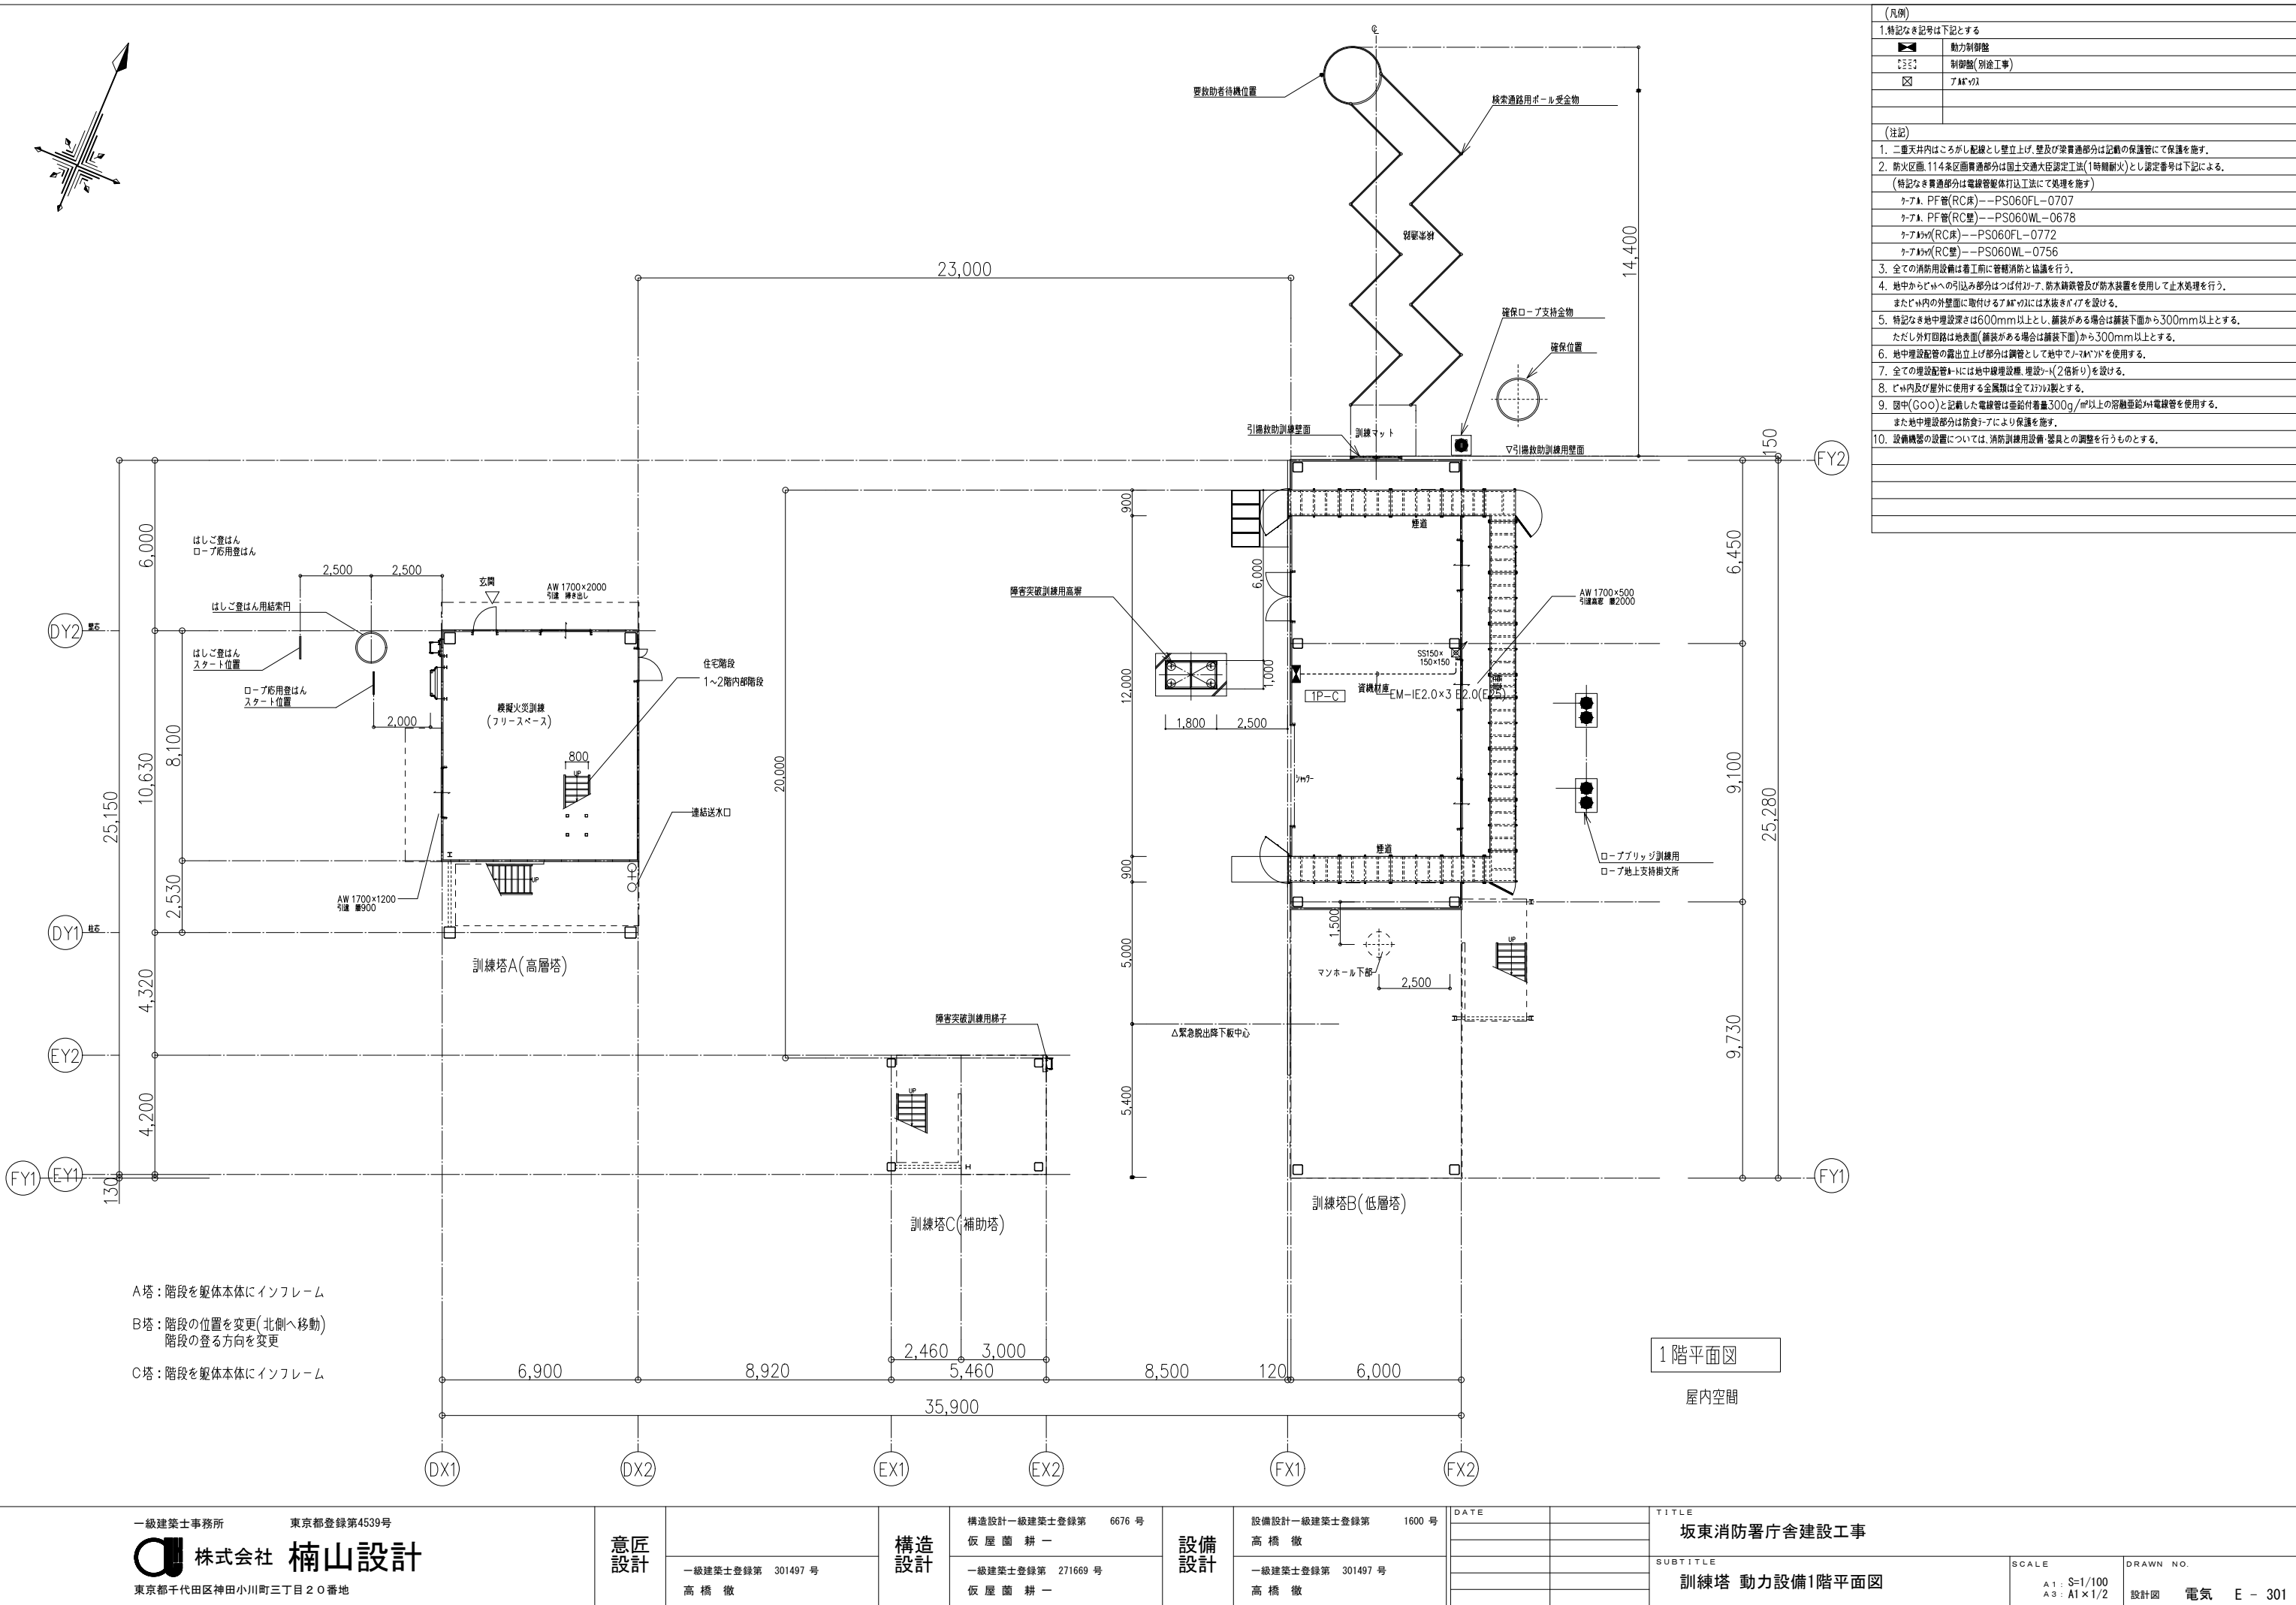 (凡例)
1.特記なき記号は下記とする
動力制御盤
制御盤(別途工事)
プルボックス
(注記)
1. 二重天井内はころがし配線とし壁立上げ、壁及び梁貫通部分は記載の保護管にて保護を施す。
2. 防火区画、114条区画貫通部分は国土交通大臣認定工法(1時間耐火)とし認定番号は下記による。
(特記なき貫通部分は電線管躯体打込工法にて処理を施す)
ケーブル、PF管(RC床)--PS060FL-0707
ケーブル、PF管(RC壁)--PS060WL-0678
ケーブルラック(RC床)--PS060FL-0772
ケーブルラック(RC壁)--PS060WL-0756
3. 全ての消防用設備は着工前に管轄消防と協議を行う。
4. 地中からピットへの引込み部分はつば付スリーブ、防水鋳鉄管及び防水装置を使用して止水処理を行う。
またピット内の外壁面に取付けるプルボックスには水抜きパイプを設ける。
5. 特記なき地中埋設深さは600mm以上とし、舗装がある場合は舗装下面から300mm以上とする。
ただし外灯回路は地表面(舗装がある場合は舗装下面)から300mm以上とする。
6. 地中埋設配管の露出立上げ部分は鋼管として地中でノーマルベンドを使用する。
7. 全ての埋設配管ルートには地中線埋設標、埋設シート(2倍折り)を設ける。
8. ピット内及び屋外に使用する金属類は全てステンレス製とする。
9. 図中(G○○)と記載した電線管は亜鉛付着量300g/㎡以上の溶融亜鉛メッキ電線管を使用する。
また地中埋設部分は防食テープにより保護を施す。
10. 設備機器の設置については、消防訓練用設備・器具との調整を行うものとする。
℄
要救助者待機位置
検索通路用ポール受金物
検索通路
14,400
23,000
確保ロープ支持金物
確保位置
引揚救助訓練壁面
訓練マット
▽引揚救助訓練用壁面
150
FY2
6,000
はしご登はん
ロープ応用登はん
2,500
2,500
玄関
AW 1700×2000
引違 掃き出し
はしご登はん用結索円
DY2
壁芯
はしご登はん
スタート位置
ロープ応用登はん
スタート位置
2,000
模擬火災訓練
(フリースペース)
住宅階段
1~2階内部階段
800
UP
8,100
10,630
25,150
2,530
連結送水口
UP
AW 1700×1200
引違 腰900
DY1
柱芯
訓練塔A(高層塔)
4,320
EY2
4,200
FY1
EY1
130
20,000
900
煙道
6,000
障害突破訓練用高塀
AW 1700×500
引違高窓 腰2000
6,450
SS150×
150×150
1,000
12,000
1P-C
資機材庫
EM-IE2.0×3 E2.0(E25)
煙道
1,800
2,500
シャッター
9,100
25,280
900
煙道
ロープブリッジ訓練用
ロープ地上支持掛支所
1,500
5,000
マンホール下部
2,500
UP
障害突破訓練用梯子
△緊急脱出降下板中心
9,730
UP
5,400
FY1
訓練塔B(低層塔)
訓練塔C(補助塔)
A塔:階段を躯体本体にインフレーム
B塔:階段の位置を変更(北側へ移動)
階段の登る方向を変更
C塔:階段を躯体本体にインフレーム
2,460
3,000
6,900
8,920
5,460
8,500
120
6,000
35,900
1階平面図
屋内空間
DX1
DX2
EX1
EX2
FX1
FX2
一級建築士事務所 東京都登録第4539号
株式会社 楠山設計
東京都千代田区神田小川町三丁目20番地
意匠設計
一級建築士登録第 301497 号
高橋 徹
構造設計
構造設計一級建築士登録第 6676 号
仮屋薗 耕一
一級建築士登録第 271669 号
仮屋薗 耕一
設備設計
設備設計一級建築士登録第 1600 号
高橋 徹
一級建築士登録第 301497 号
高橋 徹
DATE
TITLE
坂東消防署庁舎建設工事
SUBTITLE
訓練塔 動力設備1階平面図
SCALE
A1: S=1/100
A3: A1×1/2
DRAWN NO.
設計図 電気 E - 301